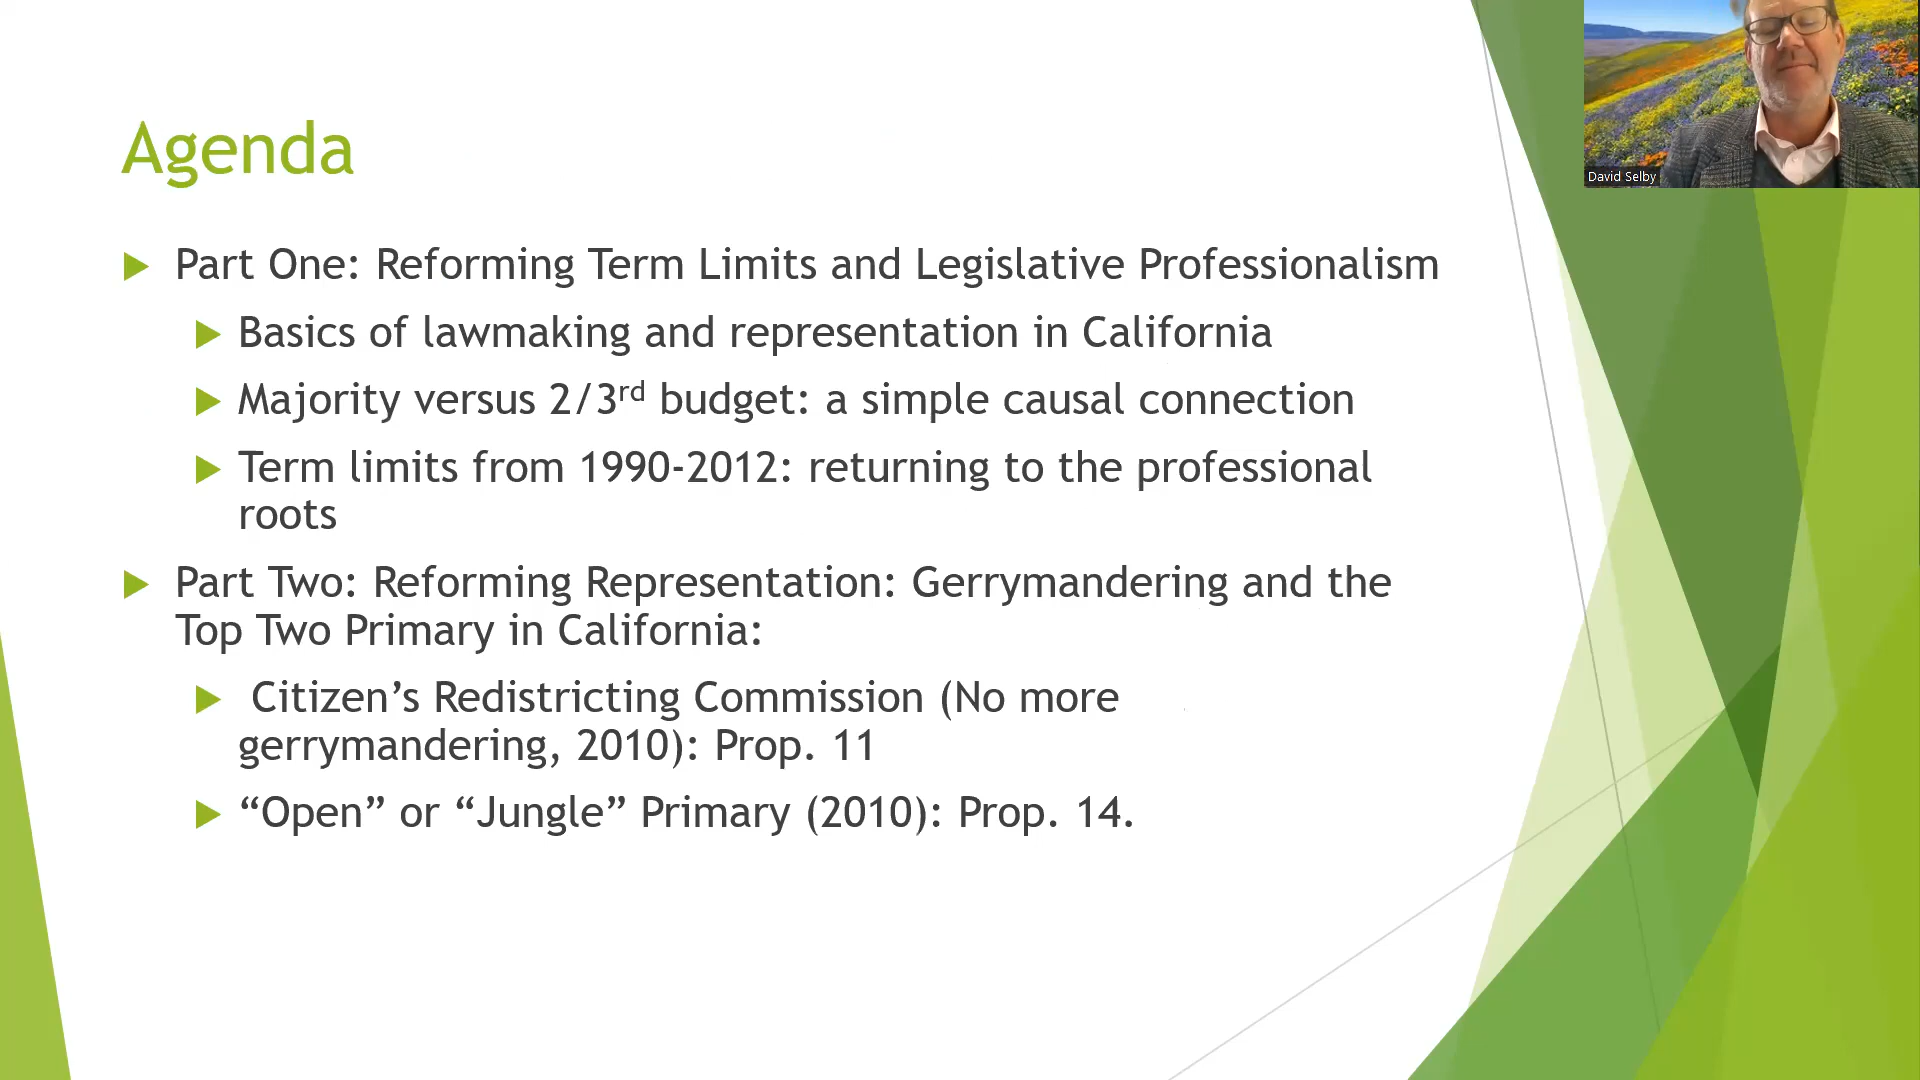 Agenda
David Selby
Part One: Reforming Term Limits and Legislative Professionalism
Basics of lawmaking and representation in California
Majority versus 2/3rd budget: a simple causal connection
Term limits from 1990-2012: returning to the professional
roots
Part Two: Reforming Representation: Gerrymandering and the
Top Two Primary in California:
Citizen’s Redistricting Commission (No more
gerrymandering, 2010): Prop. 11
“Open” or “Jungle” Primary (2010): Prop. 14.